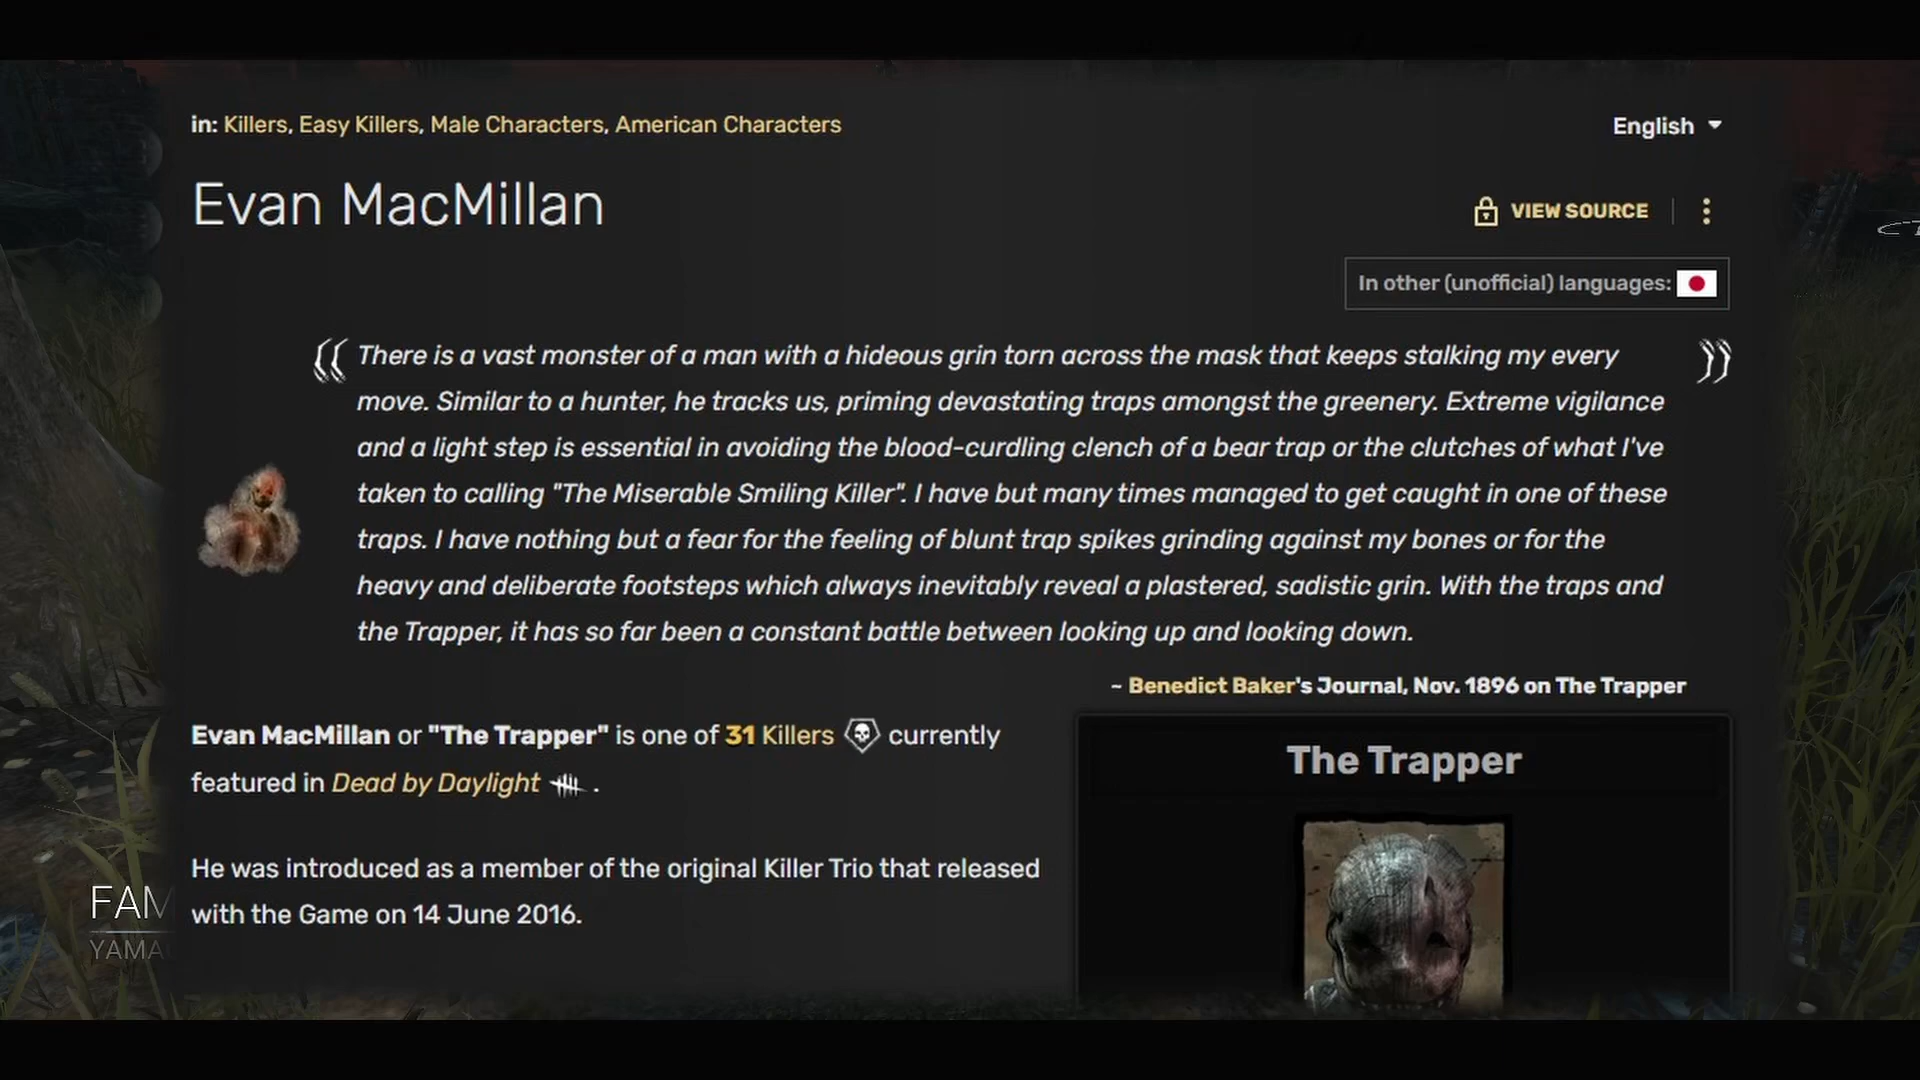 in: Killers, Easy Killers, Male Characters, American Characters
English
Evan MacMillan
VIEW SOURCE
In other (unofficial) languages:
There is a vast monster of a man with a hideous grin torn across the mask that keeps stalking my every
move. Similar to a hunter, he tracks us, priming devastating traps amongst the greenery. Extreme vigilance
and a light step is essential in avoiding the blood-curdling clench of a bear trap or the clutches of what I've
taken to calling "The Miserable Smiling Killer". I have but many times managed to get caught in one of these
traps. I have nothing but a fear for the feeling of blunt trap spikes grinding against my bones or for the
heavy and deliberate footsteps which always inevitably reveal a plastered, sadistic grin. With the traps and
the Trapper, it has so far been a constant battle between looking up and looking down.
~ Benedict Baker's Journal, Nov. 1896 on The Trapper
Evan MacMillan or "The Trapper" is one of 31 Killers currently
featured in Dead by Daylight .
The Trapper
He was introduced as a member of the original Killer Trio that released
with the Game on 14 June 2016.
FAM
YAMA